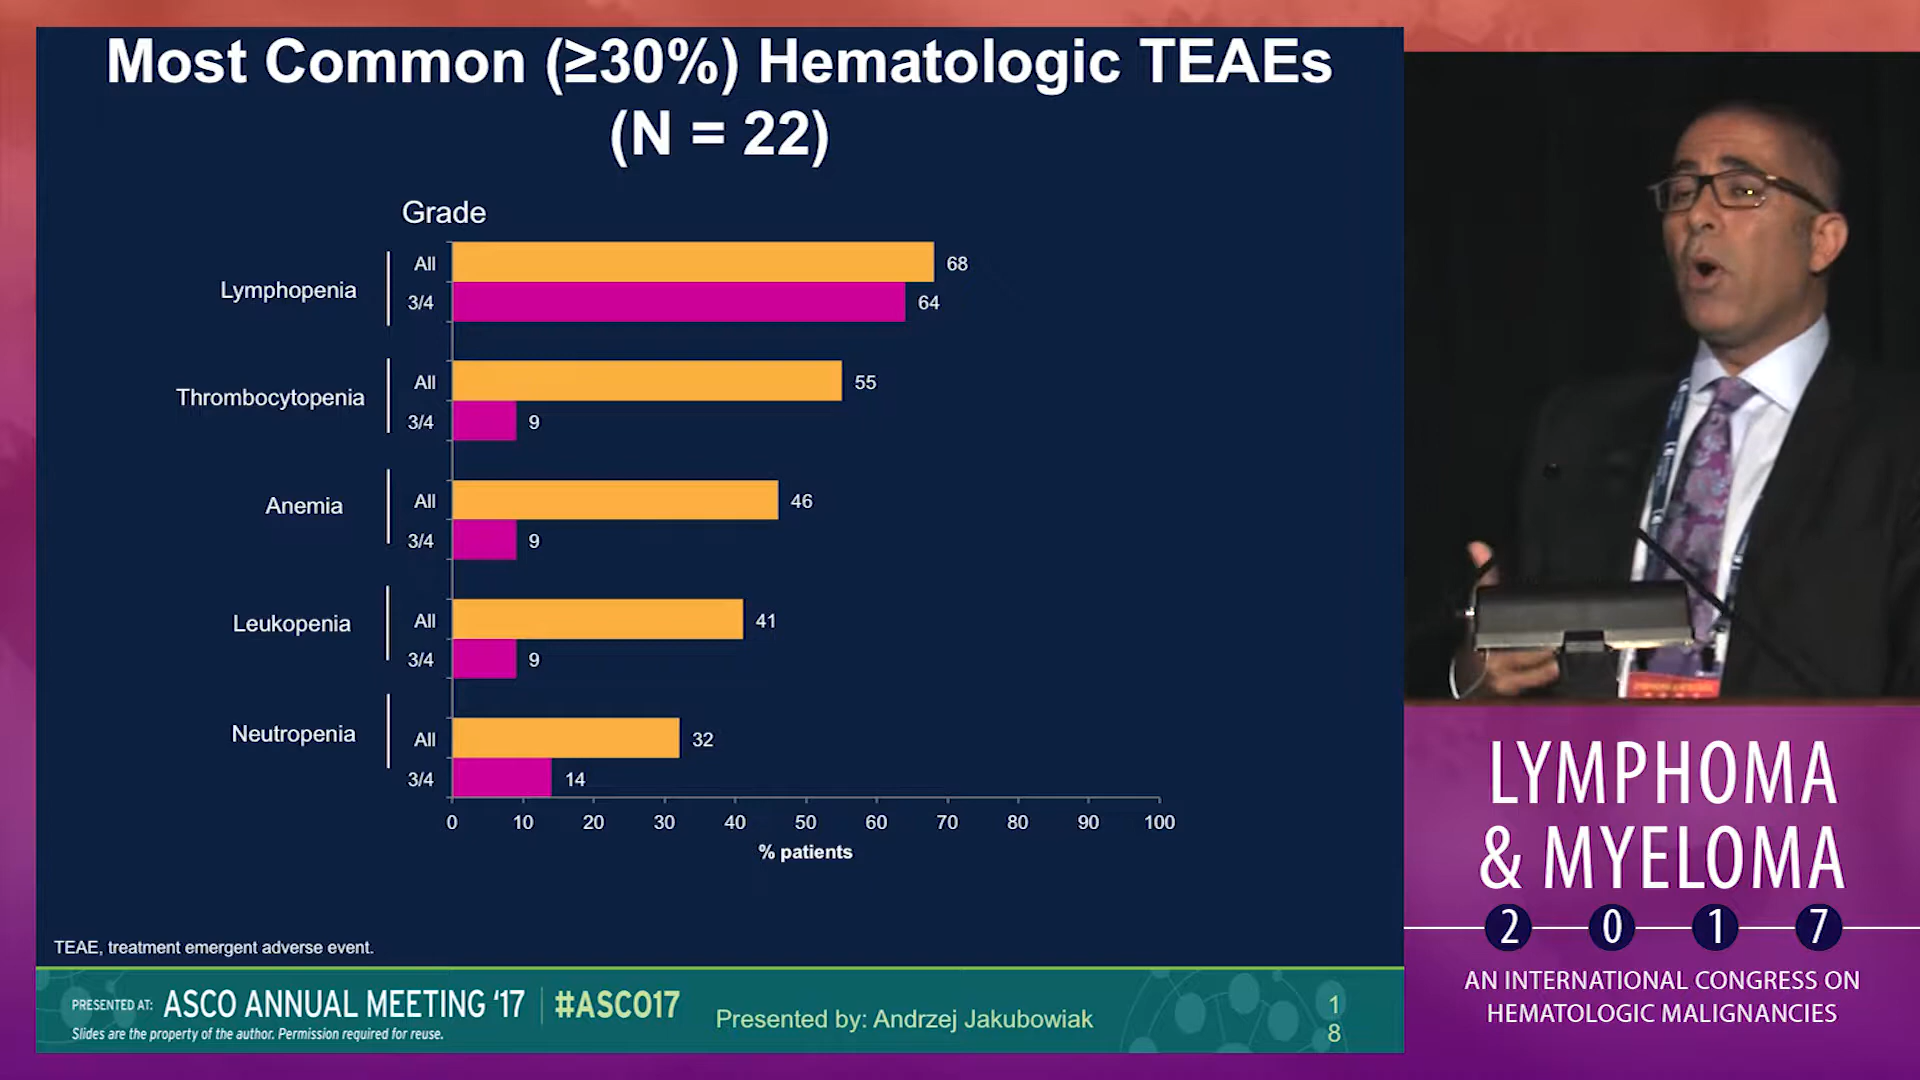 Most Common (≥30%) Hematologic TEAEs
(N = 22)
Grade
Lymphopenia
All
68
3/4
64
Thrombocytopenia
All
55
3/4
9
Anemia
All
46
3/4
9
Leukopenia
All
41
3/4
9
Neutropenia
All
32
3/4
14
0 10 20 30 40 50 60 70 80 90 100
% patients
TEAE, treatment emergent adverse event.
PRESENTED AT: ASCO ANNUAL MEETING ‘17 #ASCO17
Slides are the property of the author. Permission required for reuse.
Presented by: Andrzej Jakubowiak
1
8
LYMPHOMA
& MYELOMA
2017
AN INTERNATIONAL CONGRESS ON
HEMATOLOGIC MALIGNANCIES